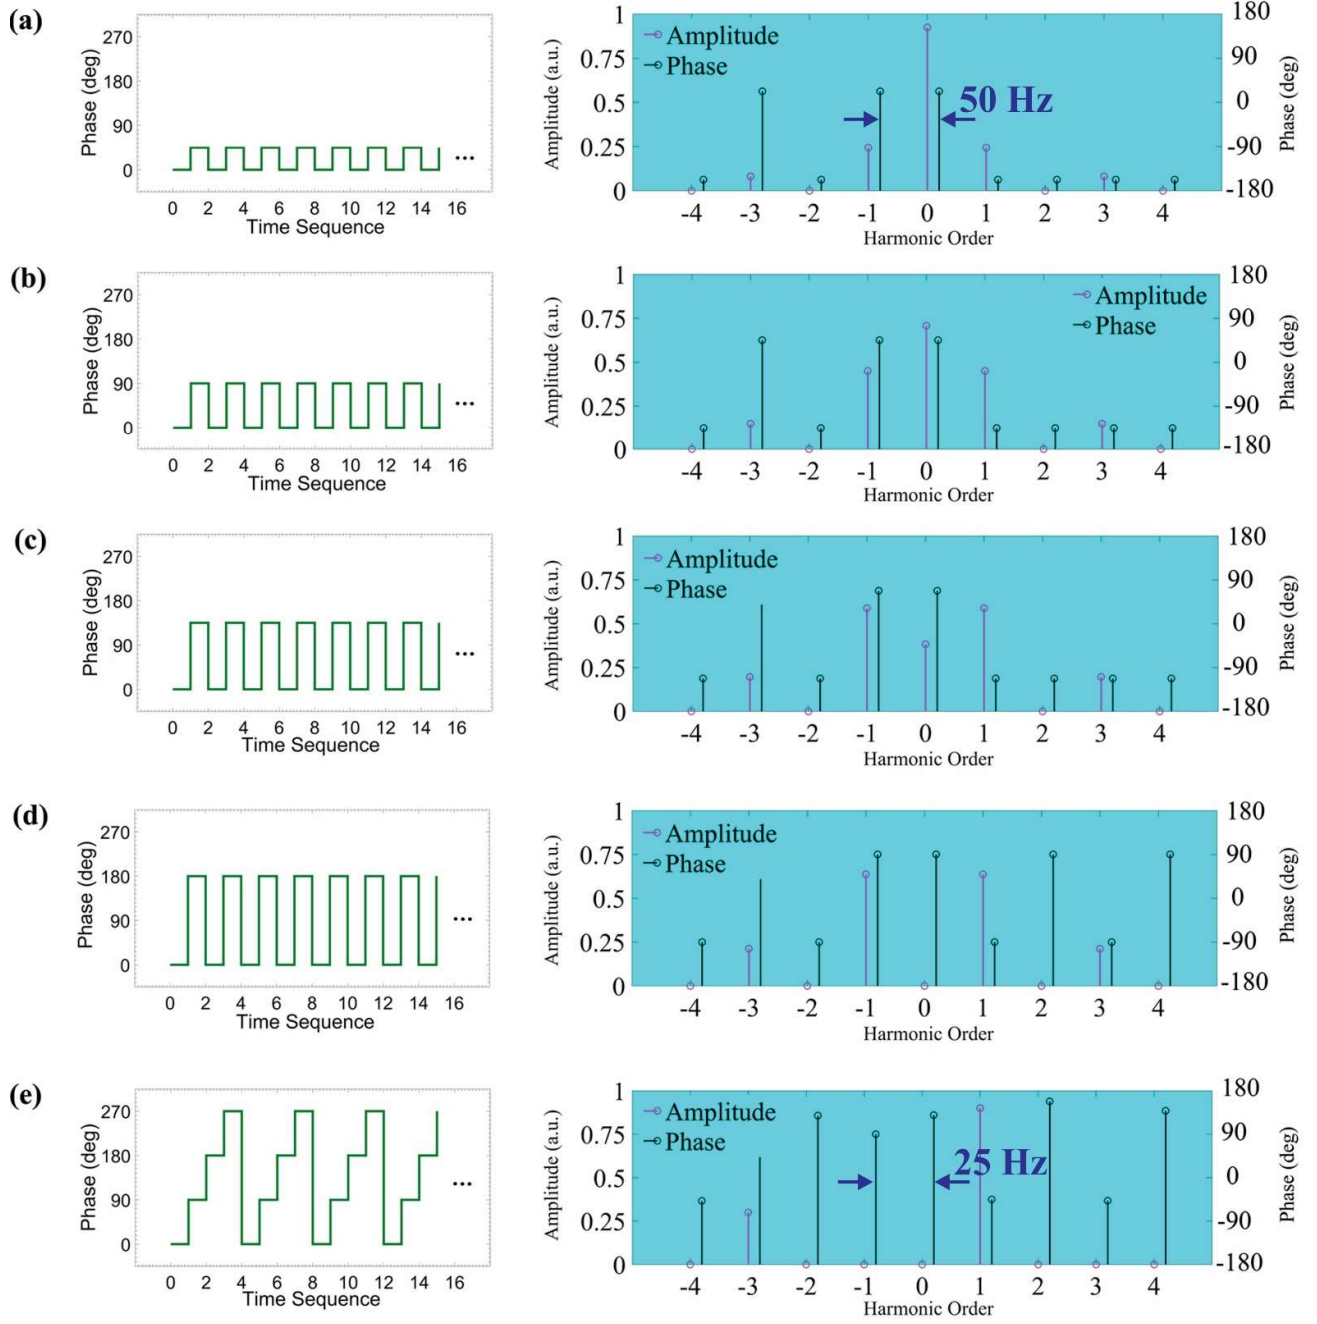 (a)
Phase (deg)
270
180
90
0
0 2 4 6 8 10 12 14 16
Time Sequence
...
Amplitude (a.u.)
1
0.75
0.5
0.25
0
Amplitude
Phase
50 Hz
180
90
0
-90
-180
Phase (deg)
-4 -3 -2 -1 0 1 2 3 4
Harmonic Order
(b)
Phase (deg)
270
180
90
0
0 2 4 6 8 10 12 14 16
Time Sequence
...
Amplitude (a.u.)
1
0.75
0.5
0.25
0
Amplitude
Phase
180
90
0
-90
-180
Phase (deg)
-4 -3 -2 -1 0 1 2 3 4
Harmonic Order
(c)
Phase (deg)
270
180
90
0
0 2 4 6 8 10 12 14 16
Time Sequence
...
Amplitude (a.u.)
1
0.75
0.5
0.25
0
Amplitude
Phase
180
90
0
-90
-180
Phase (deg)
-4 -3 -2 -1 0 1 2 3 4
Harmonic Order
(d)
Phase (deg)
270
180
90
0
0 2 4 6 8 10 12 14 16
Time Sequence
...
Amplitude (a.u.)
1
0.75
0.5
0.25
0
Amplitude
Phase
180
90
0
-90
-180
Phase (deg)
-4 -3 -2 -1 0 1 2 3 4
Harmonic Order
(e)
Phase (deg)
270
180
90
0
0 2 4 6 8 10 12 14 16
Time Sequence
...
Amplitude (a.u.)
1
0.75
0.5
0.25
0
Amplitude
Phase
25 Hz
180
90
0
-90
-180
Phase (deg)
-4 -3 -2 -1 0 1 2 3 4
Harmonic Order